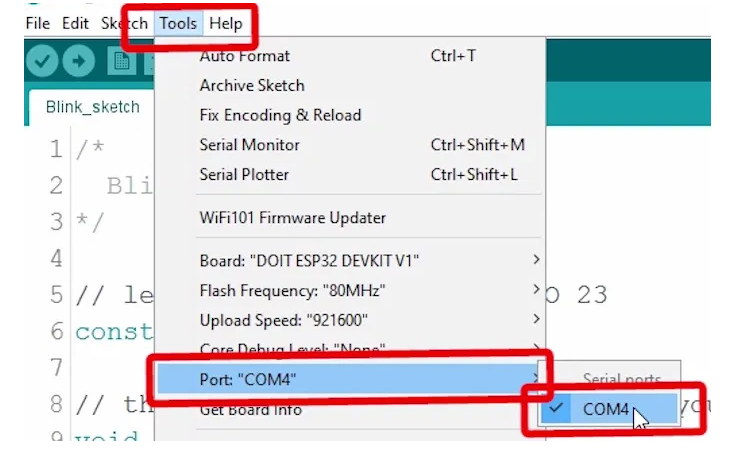 File Edit Sketch Tools Help
Auto Format Ctrl+T
Archive Sketch
Fix Encoding & Reload
Serial Monitor Ctrl+Shift+M
Serial Plotter Ctrl+Shift+L
WiFi101 Firmware Updater
Board: "DOIT ESP32 DEVKIT V1"
Flash Frequency: "80MHz"
Upload Speed: "921600"
Core Debug Level: "None"
Port: "COM4"
Get Board Info
Serial ports
COM4
Blink_sketch
1 /*
2 Bli
3 */
4
5 // le O 23
6 const
7
8 // th you
9 void